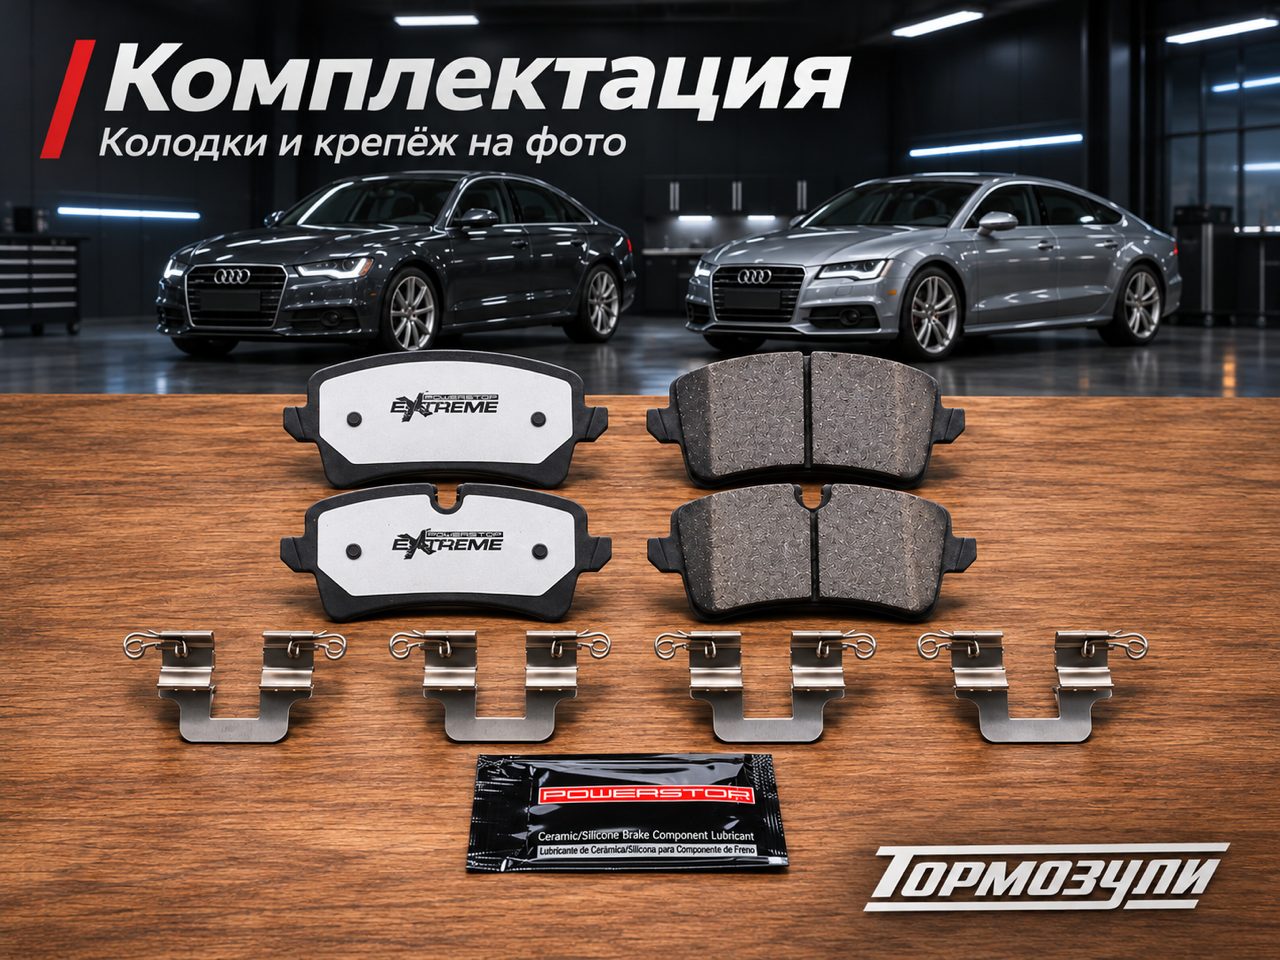 Комплектация
Колодки и крепёж на фото
POWERSTOP
EXTREME
POWERSTOP
EXTREME
POWERSTOP
Ceramic/Silicone Brake Component Lubricant
Lubricante de Cerámica/Silicona para Componente de Freno
ТОРМОЗУЛИ